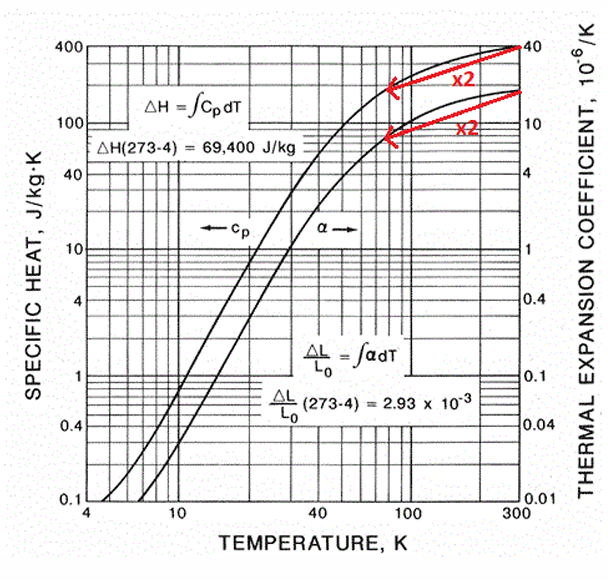 400
100
40
10
4
1
0.4
0.1
SPECIFIC HEAT, J/kg·K
ΔH = ∫Cp dT
ΔH(273-4) = 69,400 J/kg
x2
x2
← Cp
α →
ΔL/L₀ = ∫αdT
ΔL/L₀ (273-4) = 2.93 x 10⁻³
40
10
4
1
0.4
0.1
0.04
0.01
THERMAL EXPANSION COEFFICIENT, 10⁻⁶/K
4
10
40
100
300
TEMPERATURE, K